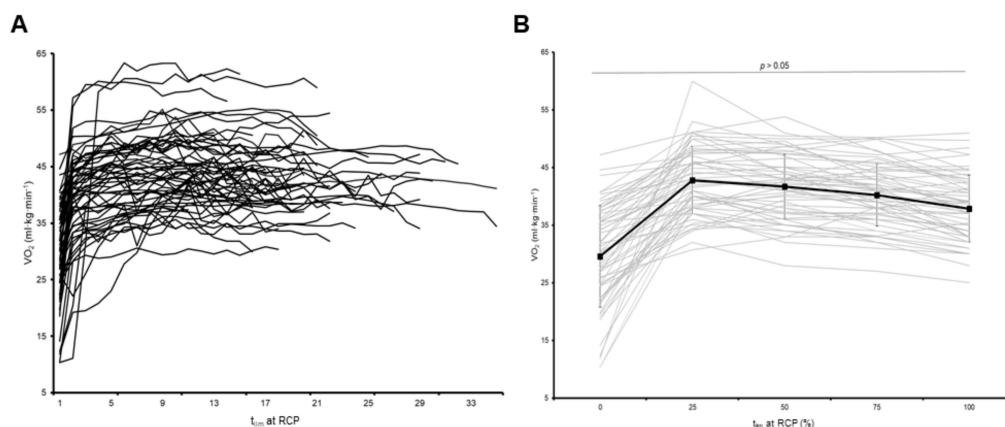 A
65
55
45
35
25
15
5
VO₂ (ml·kg·min⁻¹)
1 5 9 13 17 21 25 29 33
tₗᵢₘ at RCP
B
65
55
45
35
25
15
5
VO₂ (ml·kg·min⁻¹)
p > 0.05
0 25 50 75 100
tₗᵢₘ at RCP (%)